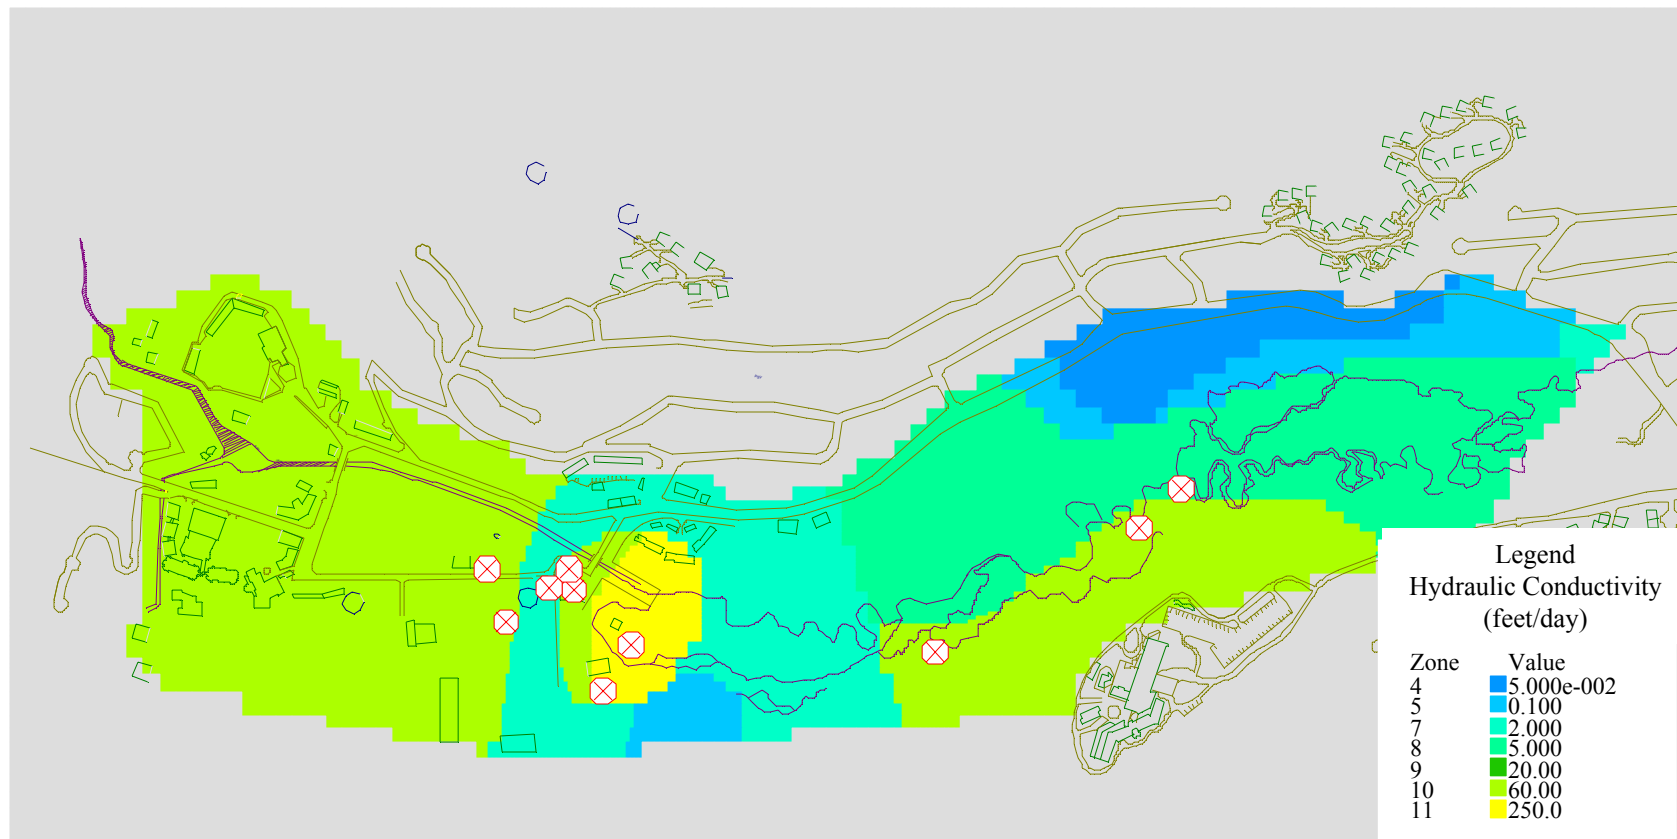 Legend
Hydraulic Conductivity
(feet/day)
Zone Value
4 5.000e-002
5 0.100
7 2.000
8 5.000
9 20.00
10 60.00
11 250.0